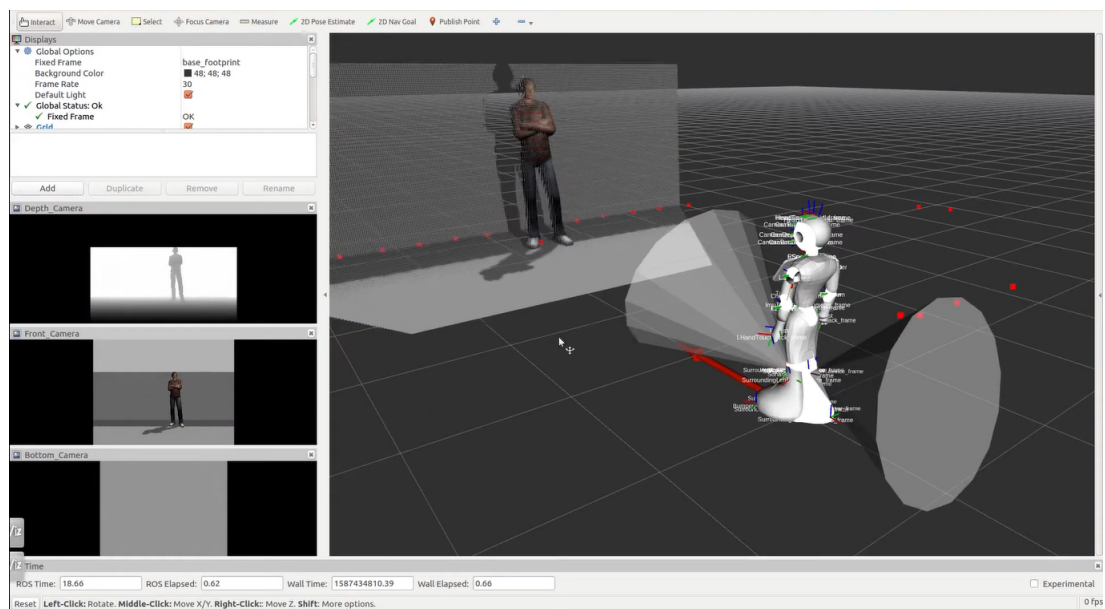 Interact Move Camera Select Focus Camera Measure 2D Pose Estimate 2D Nav Goal Publish Point
Displays
Global Options
Fixed Frame base_footprint
Background Color 48; 48; 48
Frame Rate 30
Default Light
Global Status: Ok
Fixed Frame OK
Grid
Add Duplicate Remove Rename
Depth_Camera
Front_Camera
Bottom_Camera
Time
ROS Time: 18.66 ROS Elapsed: 0.62 Wall Time: 1587434810.39 Wall Elapsed: 0.66 Experimental
Reset Left-Click: Rotate. Middle-Click: Move X/Y. Right-Click:: Move Z. Shift: More options. 0 fps